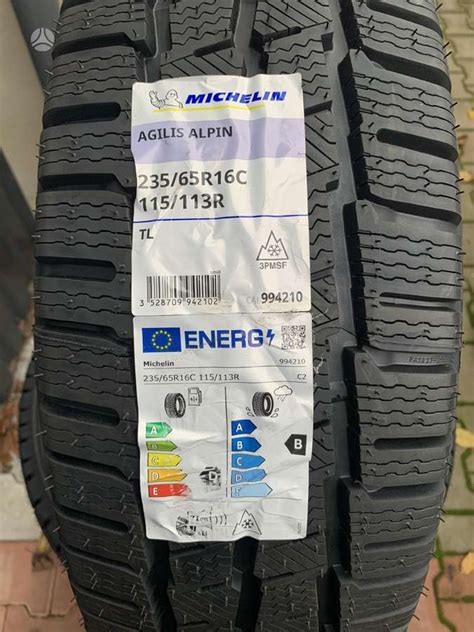 MICHELIN
AGILIS ALPIN
235/65R16C
115/113R
TL
3PMSF
3 528709 942102
CAI 994210
ENERG
Michelin 994210
235/65R16C 115/113R C2
A
B
C
D
E
A
B
C
D
E
B